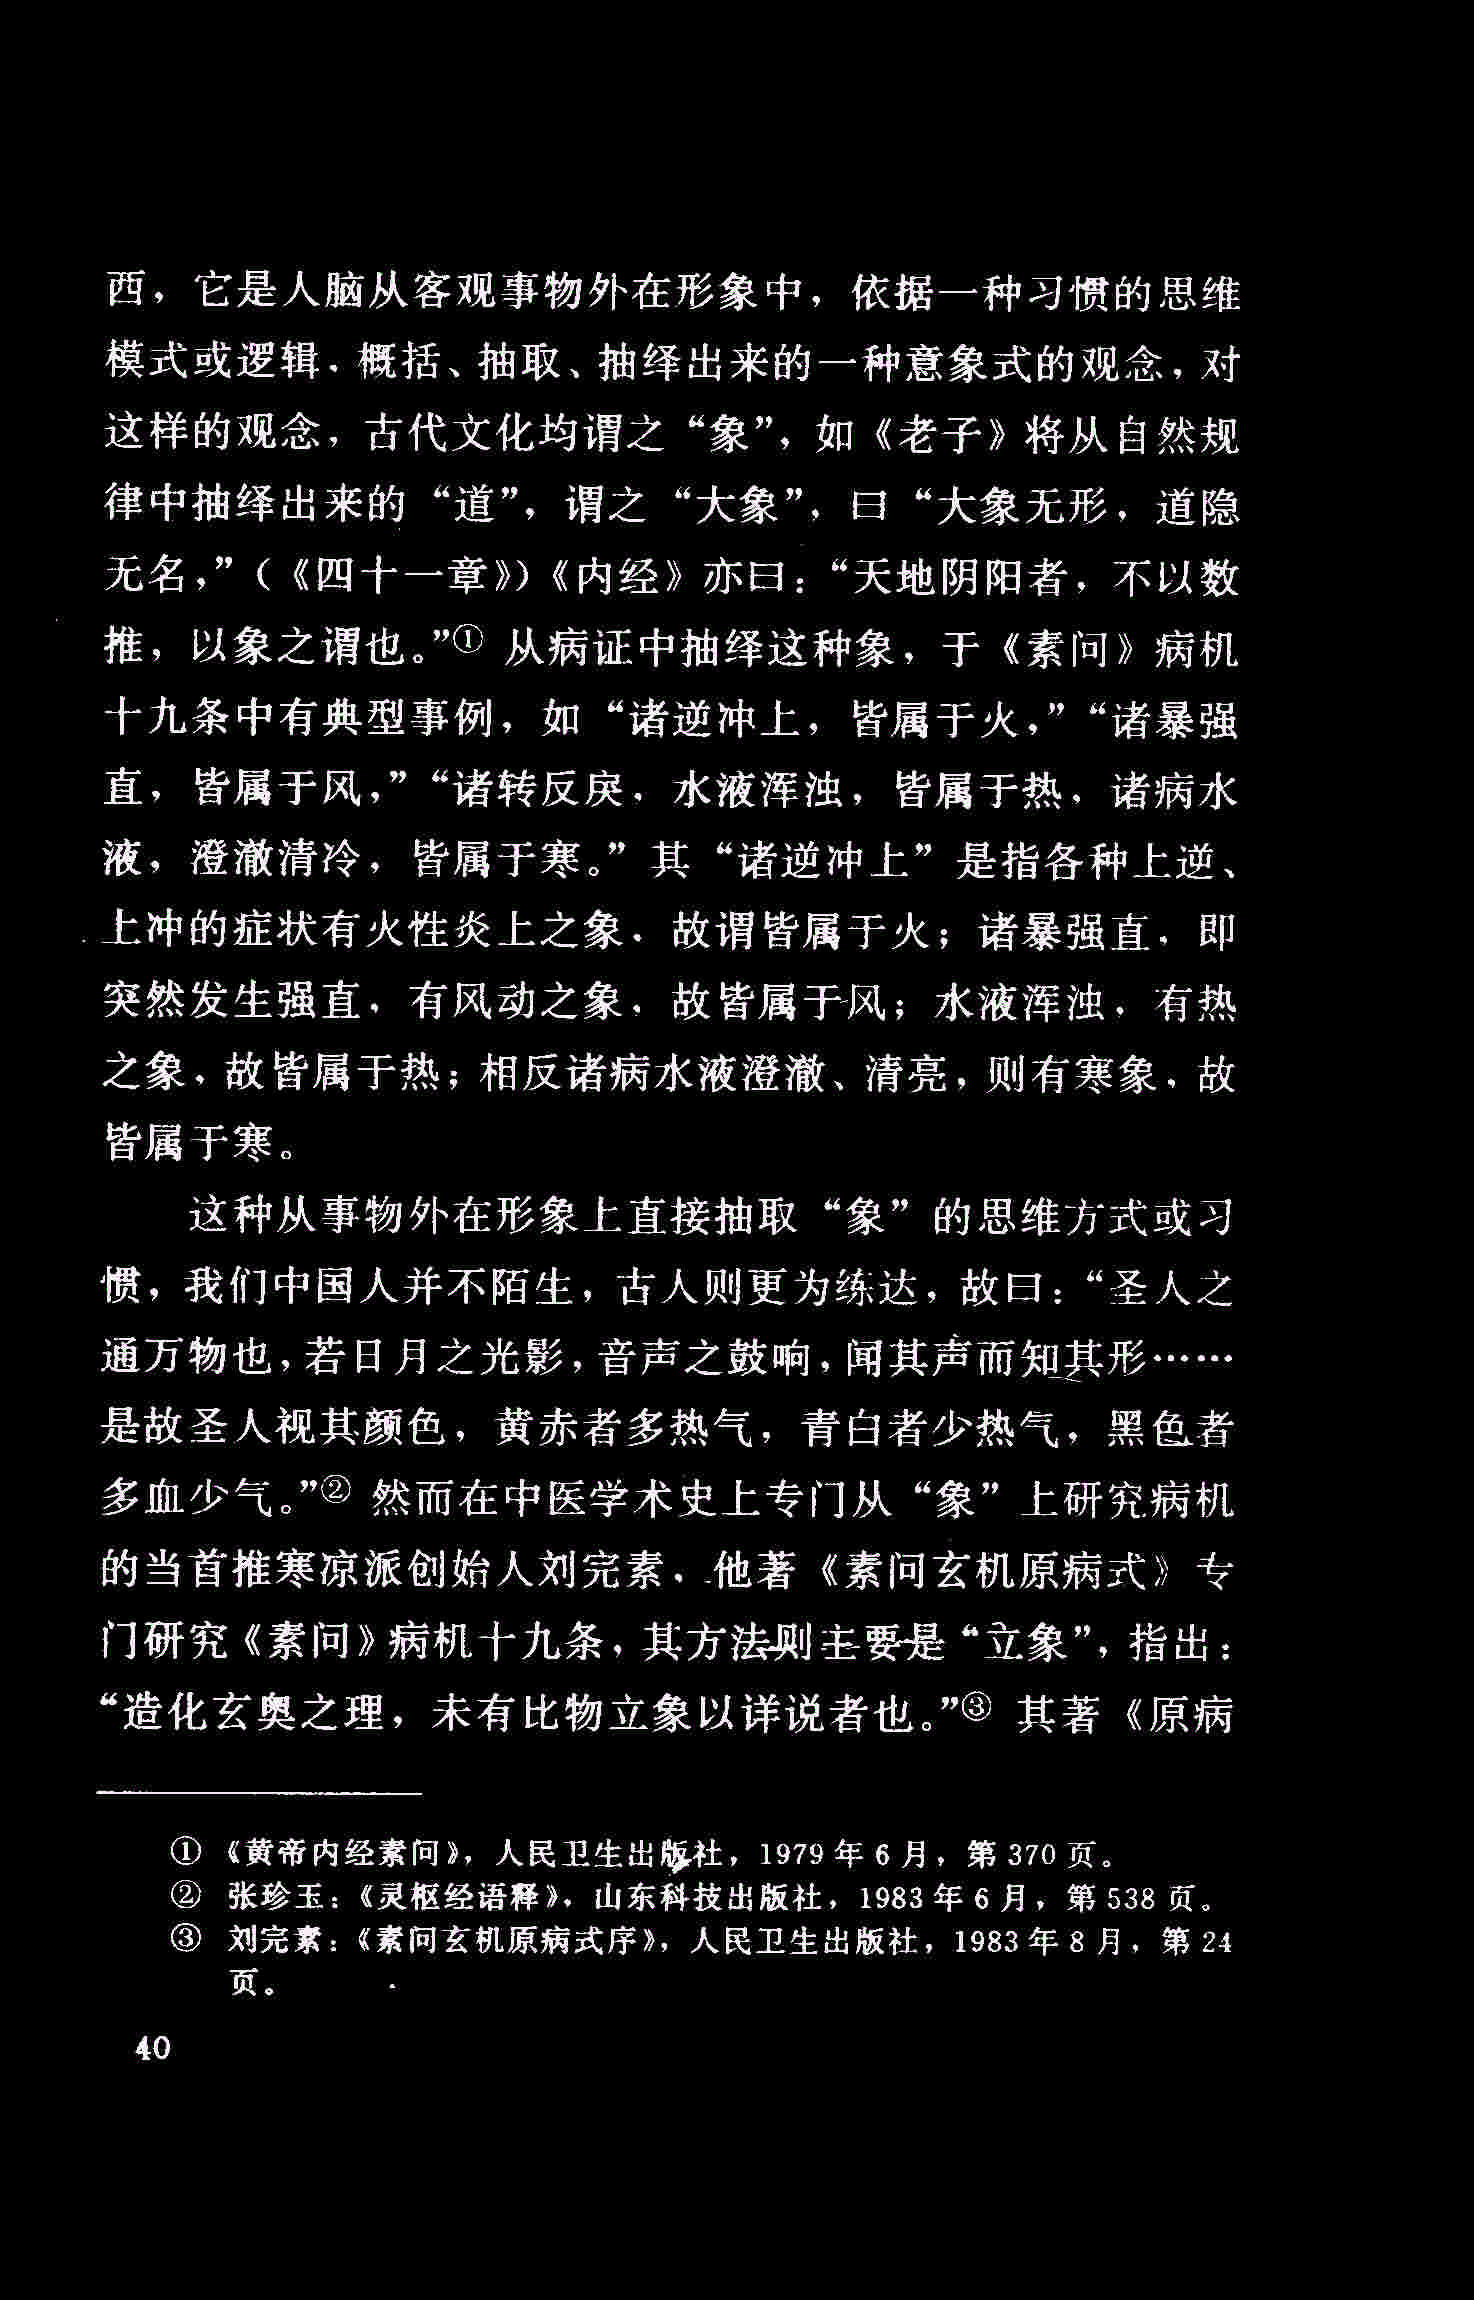 西，它是人脑从客观事物外在形象中，依据一种习惯的思维
模式或逻辑，概括、抽取、抽绎出来的一种意象式的观念，对
这样的观念，古代文化均谓之“象”，如《老子》将从自然规
律中抽绎出来的“道”，谓之“大象”，曰“大象无形，道隐
无名，”（《四十一章》）《内经》亦曰：“天地阴阳者，不以数
推，以象之谓也。”① 从病证中抽绎这种象，于《素问》病机
十九条中有典型事例，如“诸逆冲上，皆属于火，”“诸暴强
直，皆属于风，”“诸转反戾，水液浑浊，皆属于热，诸病水
液，澄澈清冷，皆属于寒。”其“诸逆冲上”是指各种上逆、
上冲的症状有火性炎上之象，故谓皆属于火；诸暴强直，即
突然发生强直，有风动之象，故皆属于风；水液浑浊，有热
之象，故皆属于热；相反诸病水液澄澈、清亮，则有寒象，故
皆属于寒。
这种从事物外在形象上直接抽取“象”的思维方式或习
惯，我们中国人并不陌生，古人则更为练达，故曰：“圣人之
通万物也，若日月之光影，音声之鼓响，闻其声而知其形……
是故圣人视其颜色，黄赤者多热气，青白者少热气，黑色者
多血少气。”② 然而在中医学术史上专门从“象”上研究病机
的当首推寒凉派创始人刘完素，他著《素问玄机原病式》专
门研究《素问》病机十九条，其方法则主要是“立象”，指出：
“造化玄奥之理，未有比物立象以详说者也。”③ 其著《原病
① 《黄帝内经素问》，人民卫生出版社，1979 年 6 月，第 370 页。
② 张珍玉：《灵枢经语释》，山东科技出版社，1983 年 6 月，第 538 页。
③ 刘完素：《素问玄机原病式序》，人民卫生出版社，1983 年 8 月，第 24
页。
40